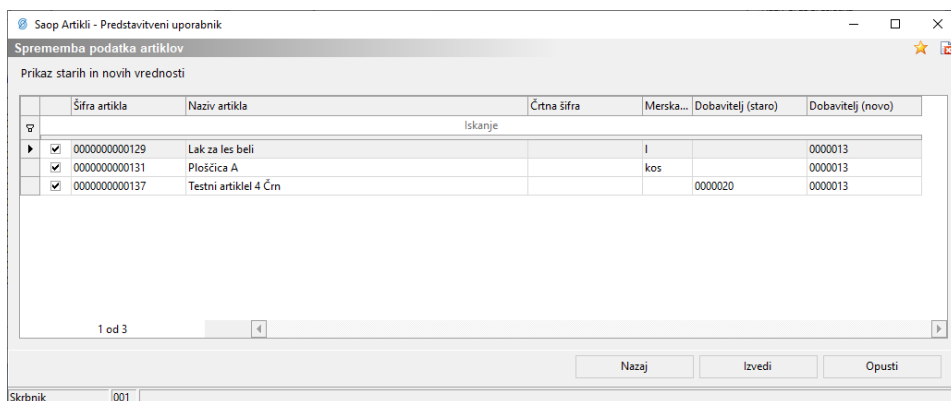 Saop Artikli - Predstavitveni uporabnik
Sprememba podatka artiklov
Prikaz starih in novih vrednosti
Šifra artikla Naziv artikla Črtna šifra Merska... Dobavitelj (staro) Dobavitelj (novo)
Iskanje
0000000000129 Lak za les beli l 0000013
0000000000131 Ploščica A kos 0000013
0000000000137 Testni artiklel 4 Črn 0000020 0000013
1 od 3
Nazaj Izvedi Opusti
Skrbnik 001